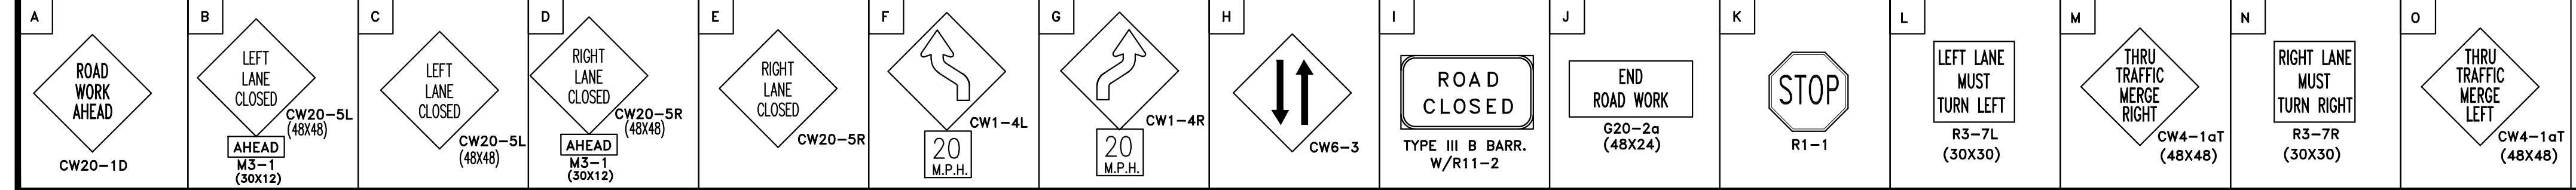 A
ROAD
WORK
AHEAD
CW20-1D
B
LEFT
LANE
CLOSED
CW20-5L
(48X48)
AHEAD
M3-1
(30X12)
C
LEFT
LANE
CLOSED
CW20-5L
(48X48)
D
RIGHT
LANE
CLOSED
CW20-5R
(48X48)
AHEAD
M3-1
(30X12)
E
RIGHT
LANE
CLOSED
CW20-5R
F
CW1-4L
20
M.P.H.
G
CW1-4R
20
M.P.H.
H
CW6-3
I
ROAD
CLOSED
TYPE III B BARR.
W/R11-2
J
END
ROAD WORK
G20-2a
(48X24)
K
STOP
R1-1
L
LEFT LANE
MUST
TURN LEFT
R3-7L
(30X30)
M
THRU
TRAFFIC
MERGE
RIGHT
CW4-1aT
(48X48)
N
RIGHT LANE
MUST
TURN RIGHT
R3-7R
(30X30)
O
THRU
TRAFFIC
MERGE
LEFT
CW4-1aT
(48X48)